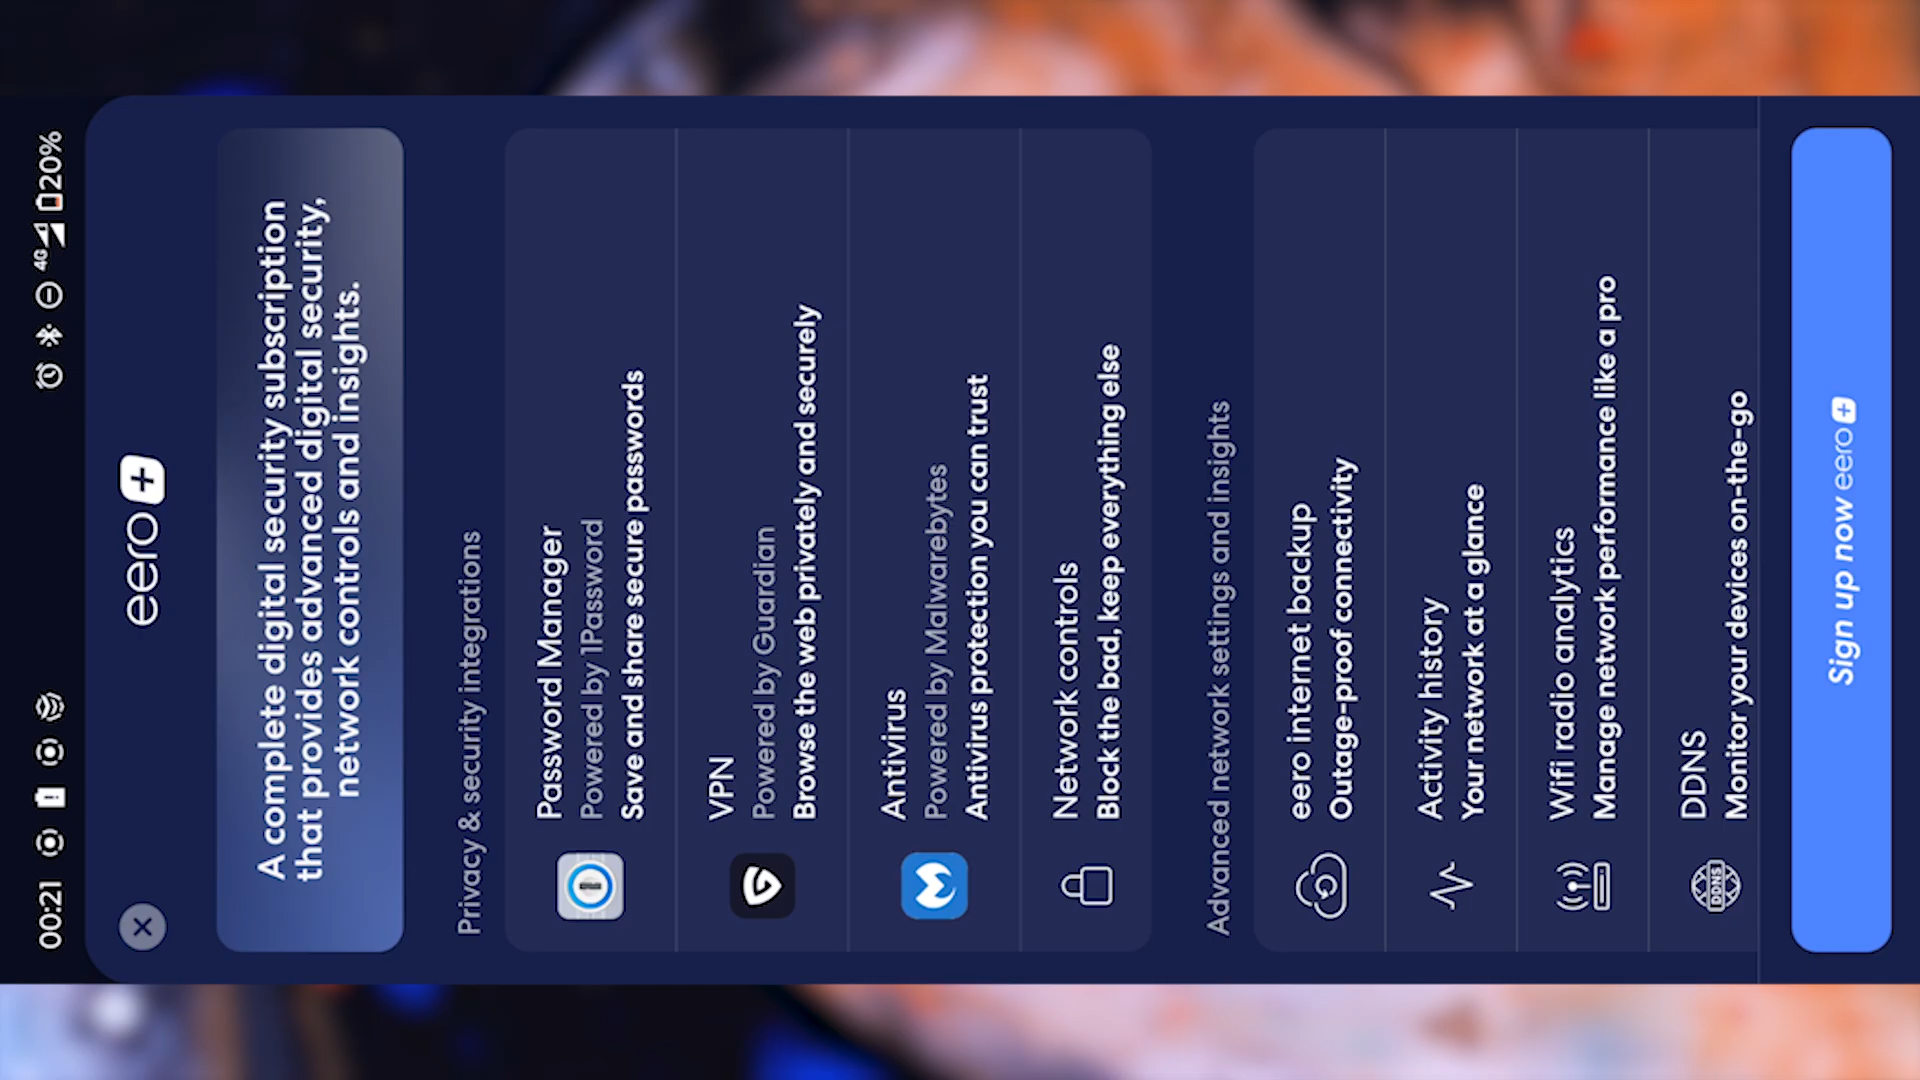 00:21
4G
20%
eero+
A complete digital security subscription
that provides advanced digital security,
network controls and insights.
Privacy & security integrations
Password Manager
Powered by 1Password
Save and share secure passwords
VPN
Powered by Guardian
Browse the web privately and securely
Antivirus
Powered by Malwarebytes
Antivirus protection you can trust
Network controls
Block the bad, keep everything else
Advanced network settings and insights
eero internet backup
Outage-proof connectivity
Activity history
Your network at a glance
Wifi radio analytics
Manage network performance like a pro
DDNS
DDNS
Monitor your devices on-the-go
Sign up now eero+